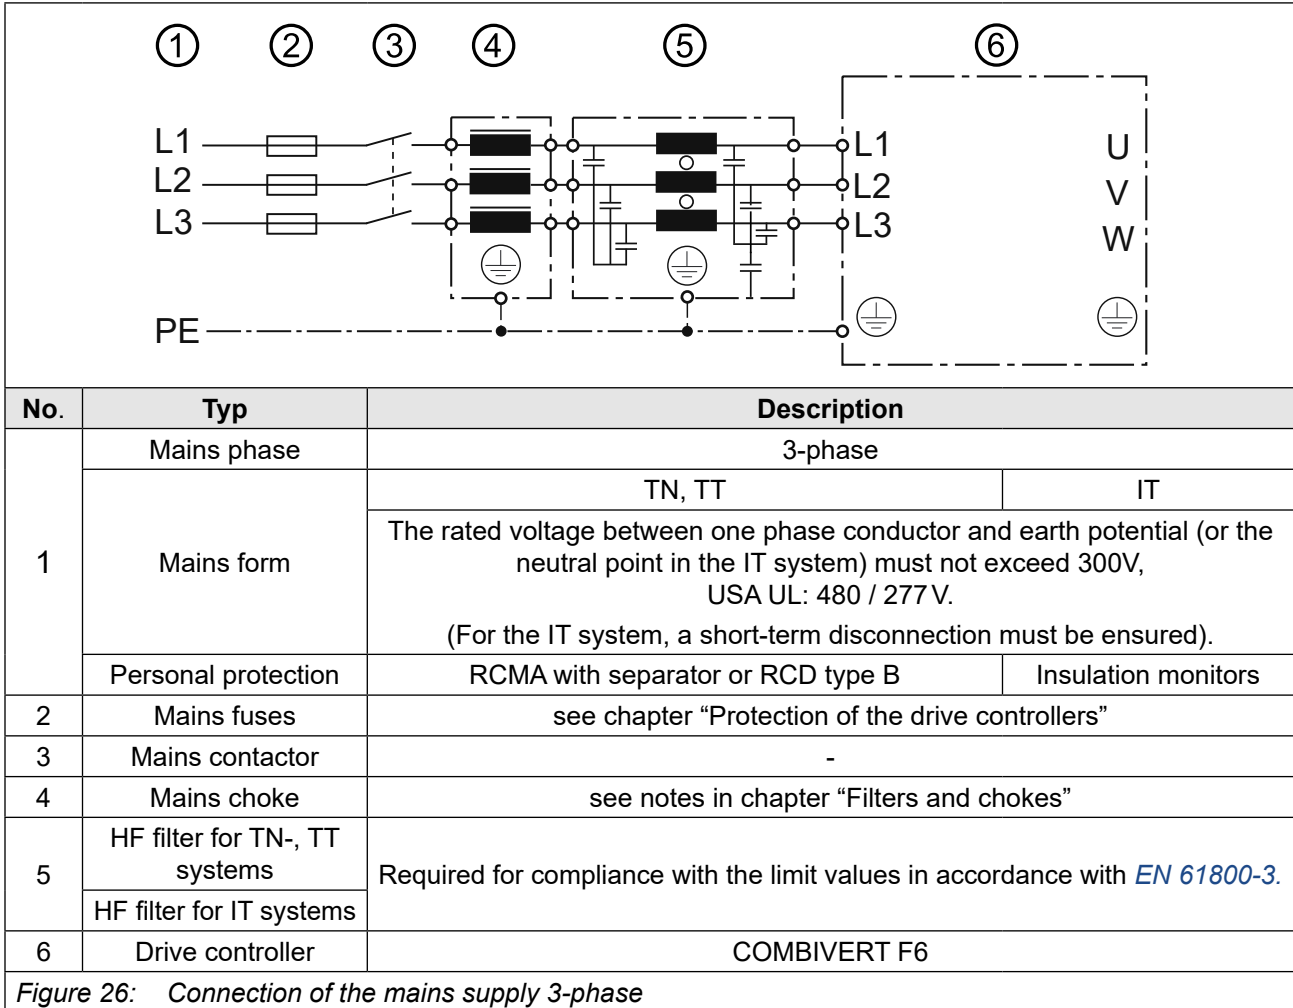 1 2 3 4 5 6
L1 L1 U
L2 L2 V
L3 L3 W
PE
No. Typ Description
1 Mains phase 3-phase
Mains form TN, TT IT
The rated voltage between one phase conductor and earth potential (or the
neutral point in the IT system) must not exceed 300V,
USA UL: 480 / 277 V.
(For the IT system, a short-term disconnection must be ensured).
Personal protection RCMA with separator or RCD type B Insulation monitors
2 Mains fuses see chapter “Protection of the drive controllers”
3 Mains contactor -
4 Mains choke see notes in chapter “Filters and chokes”
5 HF filter for TN-, TT
systems
HF filter for IT systems
Required for compliance with the limit values in accordance with EN 61800-3.
6 Drive controller COMBIVERT F6
Figure 26: Connection of the mains supply 3-phase